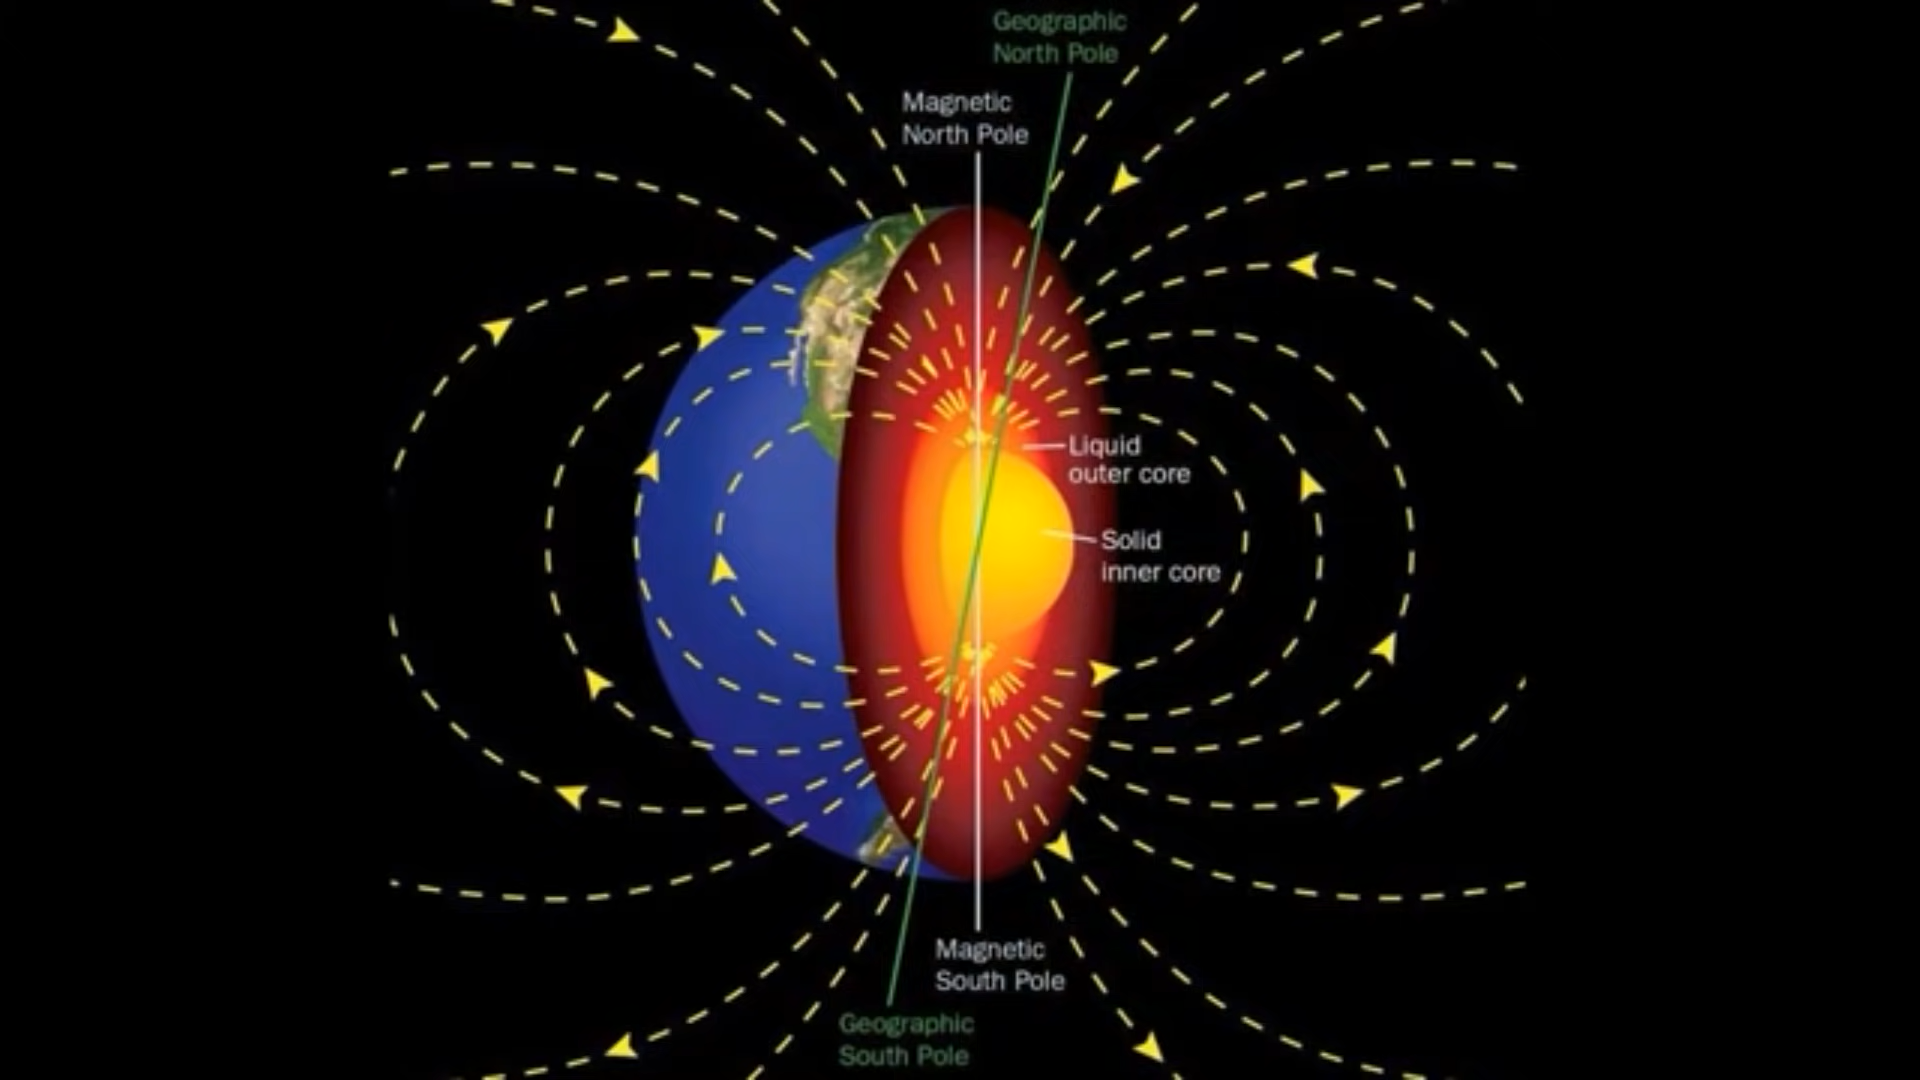 Geographic
North Pole
Magnetic
North Pole
Liquid
outer core
Solid
inner core
Magnetic
South Pole
Geographic
South Pole